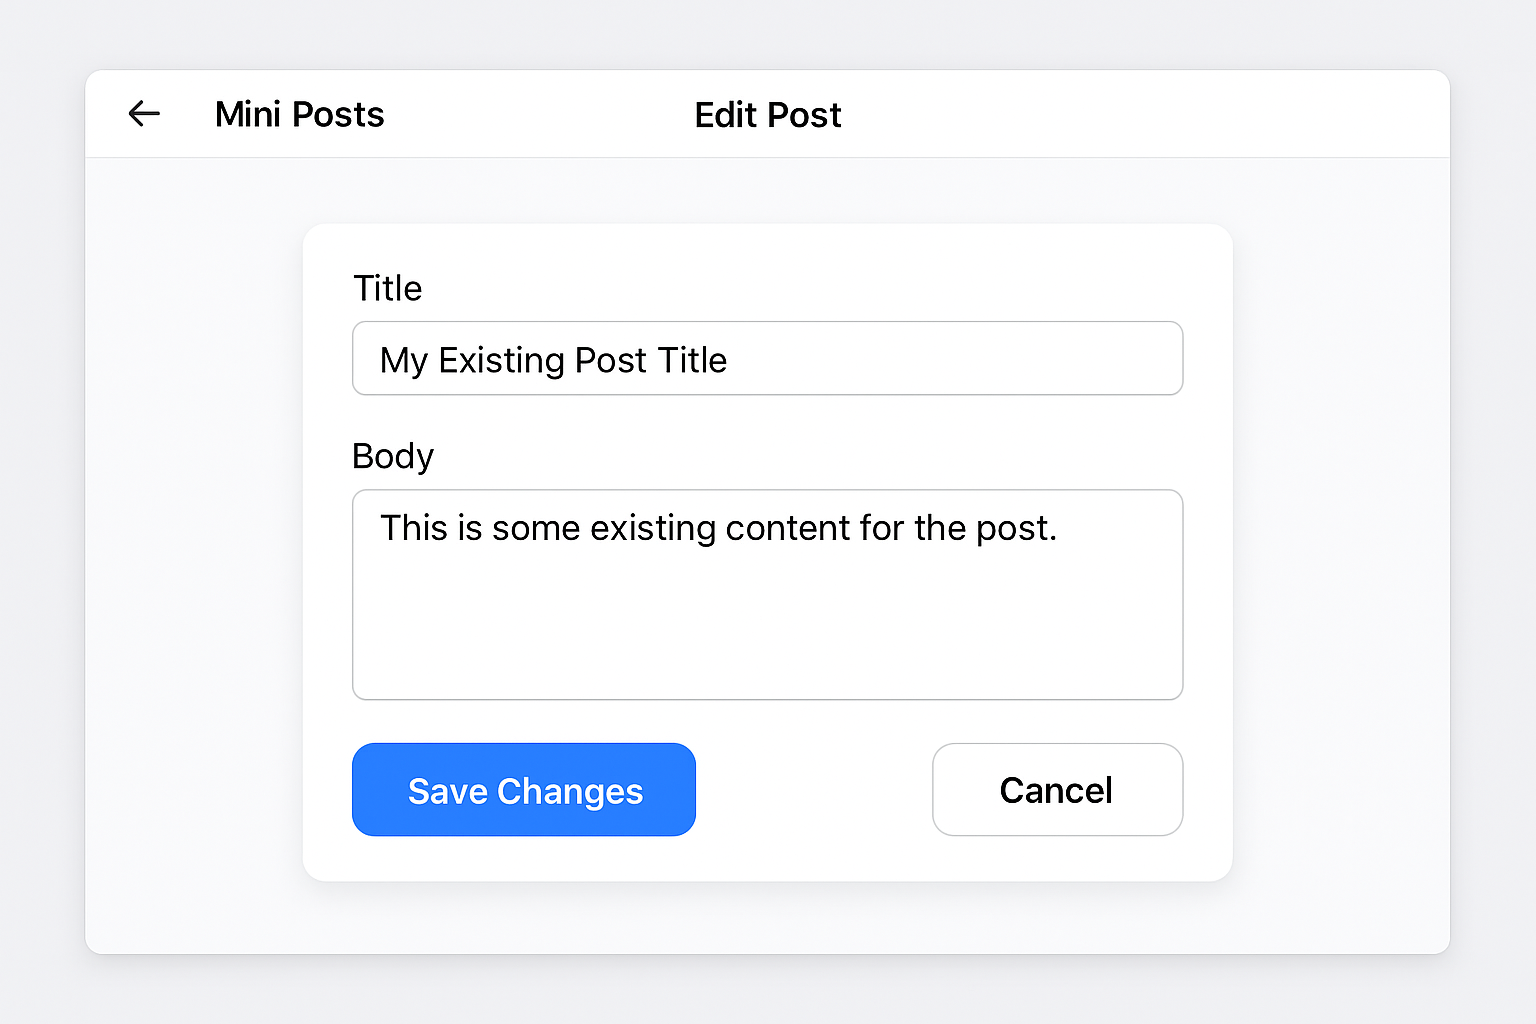 Mini Posts
Edit Post
Title
My Existing Post Title
Body
This is some existing content for the post.
Save Changes
Cancel